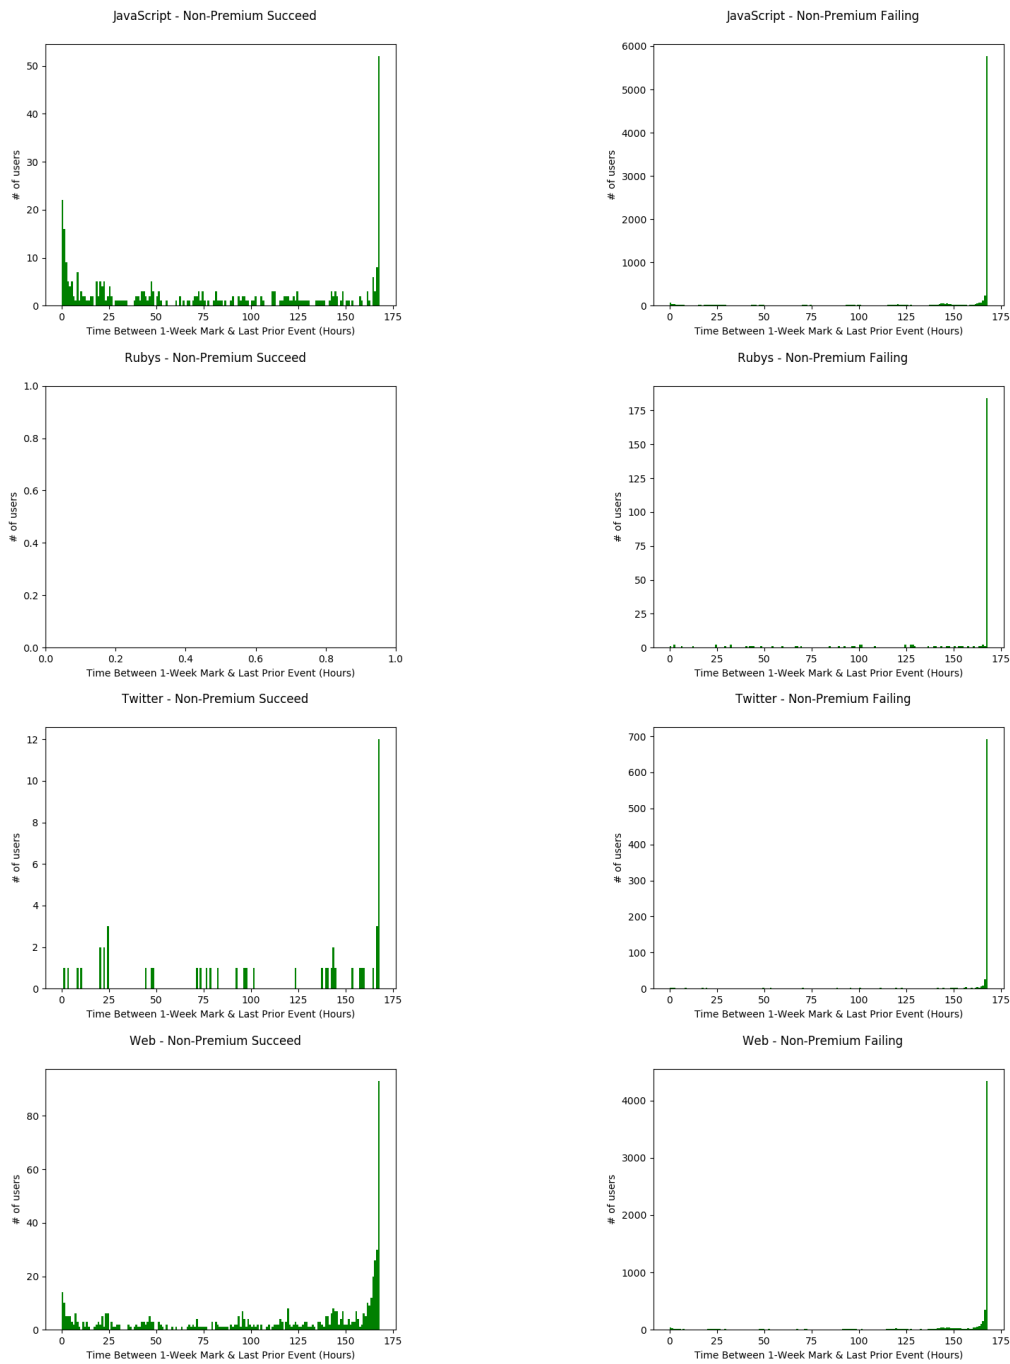 JavaScript - Non-Premium Succeed
50
40
30
20
10
0
# of users
0 25 50 75 100 125 150 175
Time Between 1-Week Mark & Last Prior Event (Hours)
JavaScript - Non-Premium Failing
6000
5000
4000
3000
2000
1000
0
# of users
0 25 50 75 100 125 150 175
Time Between 1-Week Mark & Last Prior Event (Hours)
Rubys - Non-Premium Succeed
1.0
0.8
0.6
0.4
0.2
0.0
# of users
0.0 0.2 0.4 0.6 0.8 1.0
Time Between 1-Week Mark & Last Prior Event (Hours)
Rubys - Non-Premium Failing
175
150
125
100
75
50
25
0
# of users
0 25 50 75 100 125 150 175
Time Between 1-Week Mark & Last Prior Event (Hours)
Twitter - Non-Premium Succeed
12
10
8
6
4
2
0
# of users
0 25 50 75 100 125 150 175
Time Between 1-Week Mark & Last Prior Event (Hours)
Twitter - Non-Premium Failing
700
600
500
400
300
200
100
0
# of users
0 25 50 75 100 125 150 175
Time Between 1-Week Mark & Last Prior Event (Hours)
Web - Non-Premium Succeed
80
60
40
20
0
# of users
0 25 50 75 100 125 150 175
Time Between 1-Week Mark & Last Prior Event (Hours)
Web - Non-Premium Failing
4000
3000
2000
1000
0
# of users
0 25 50 75 100 125 150 175
Time Between 1-Week Mark & Last Prior Event (Hours)